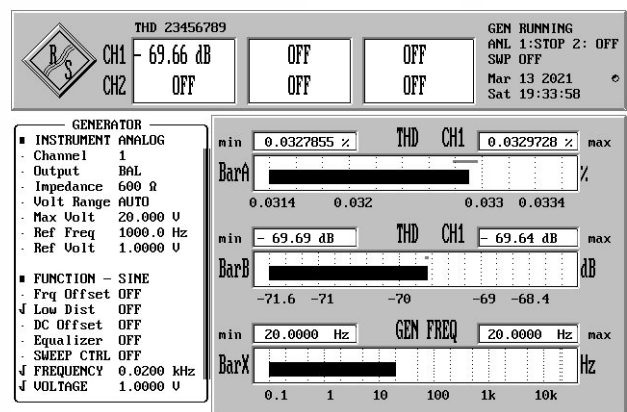 THD 23456789
R/S
CH1 - 69.66 dB OFF OFF
CH2 OFF OFF OFF
GEN RUNNING
ANL 1:STOP 2: OFF
SWP OFF
Mar 13 2021
Sat 19:33:58
GENERATOR
INSTRUMENT ANALOG
Channel 1
Output BAL
Impedance 600 Ω
Volt Range AUTO
Max Volt 20.000 V
Ref Freq 1000.0 Hz
Ref Volt 1.0000 V
FUNCTION – SINE
Frq Offset OFF
Low Dist OFF
DC Offset OFF
Equalizer OFF
SWEEP CTRL OFF
FREQUENCY 0.0200 kHz
VOLTAGE 1.0000 V
min 0.0327855 % THD CH1 0.0329728 % max
BarA %
0.0314 0.032 0.033 0.0334
min - 69.69 dB THD CH1 - 69.64 dB max
BarB dB
-71.6 -71 -70 -69 -68.4
min 20.0000 Hz GEN FREQ 20.0000 Hz max
BarX Hz
0.1 1 10 100 1k 10k